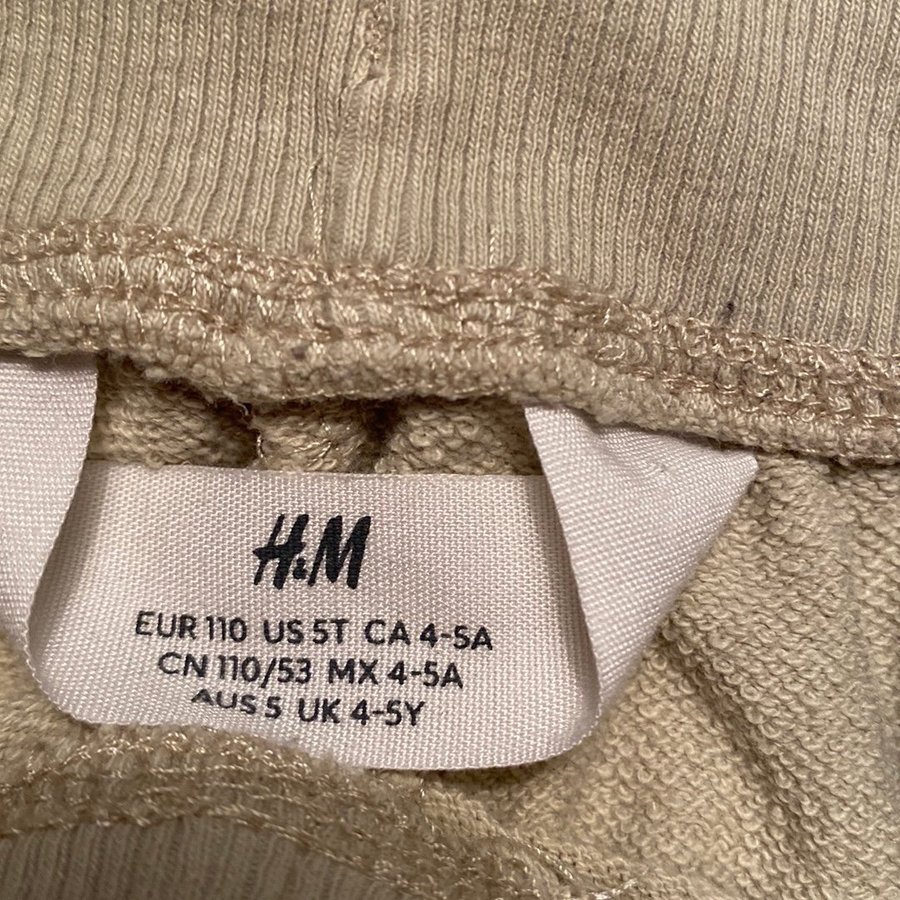 H&M
EUR 110 US 5T CA 4-5A
CN 110/53 MX 4-5A
AUS 5 UK 4-5Y